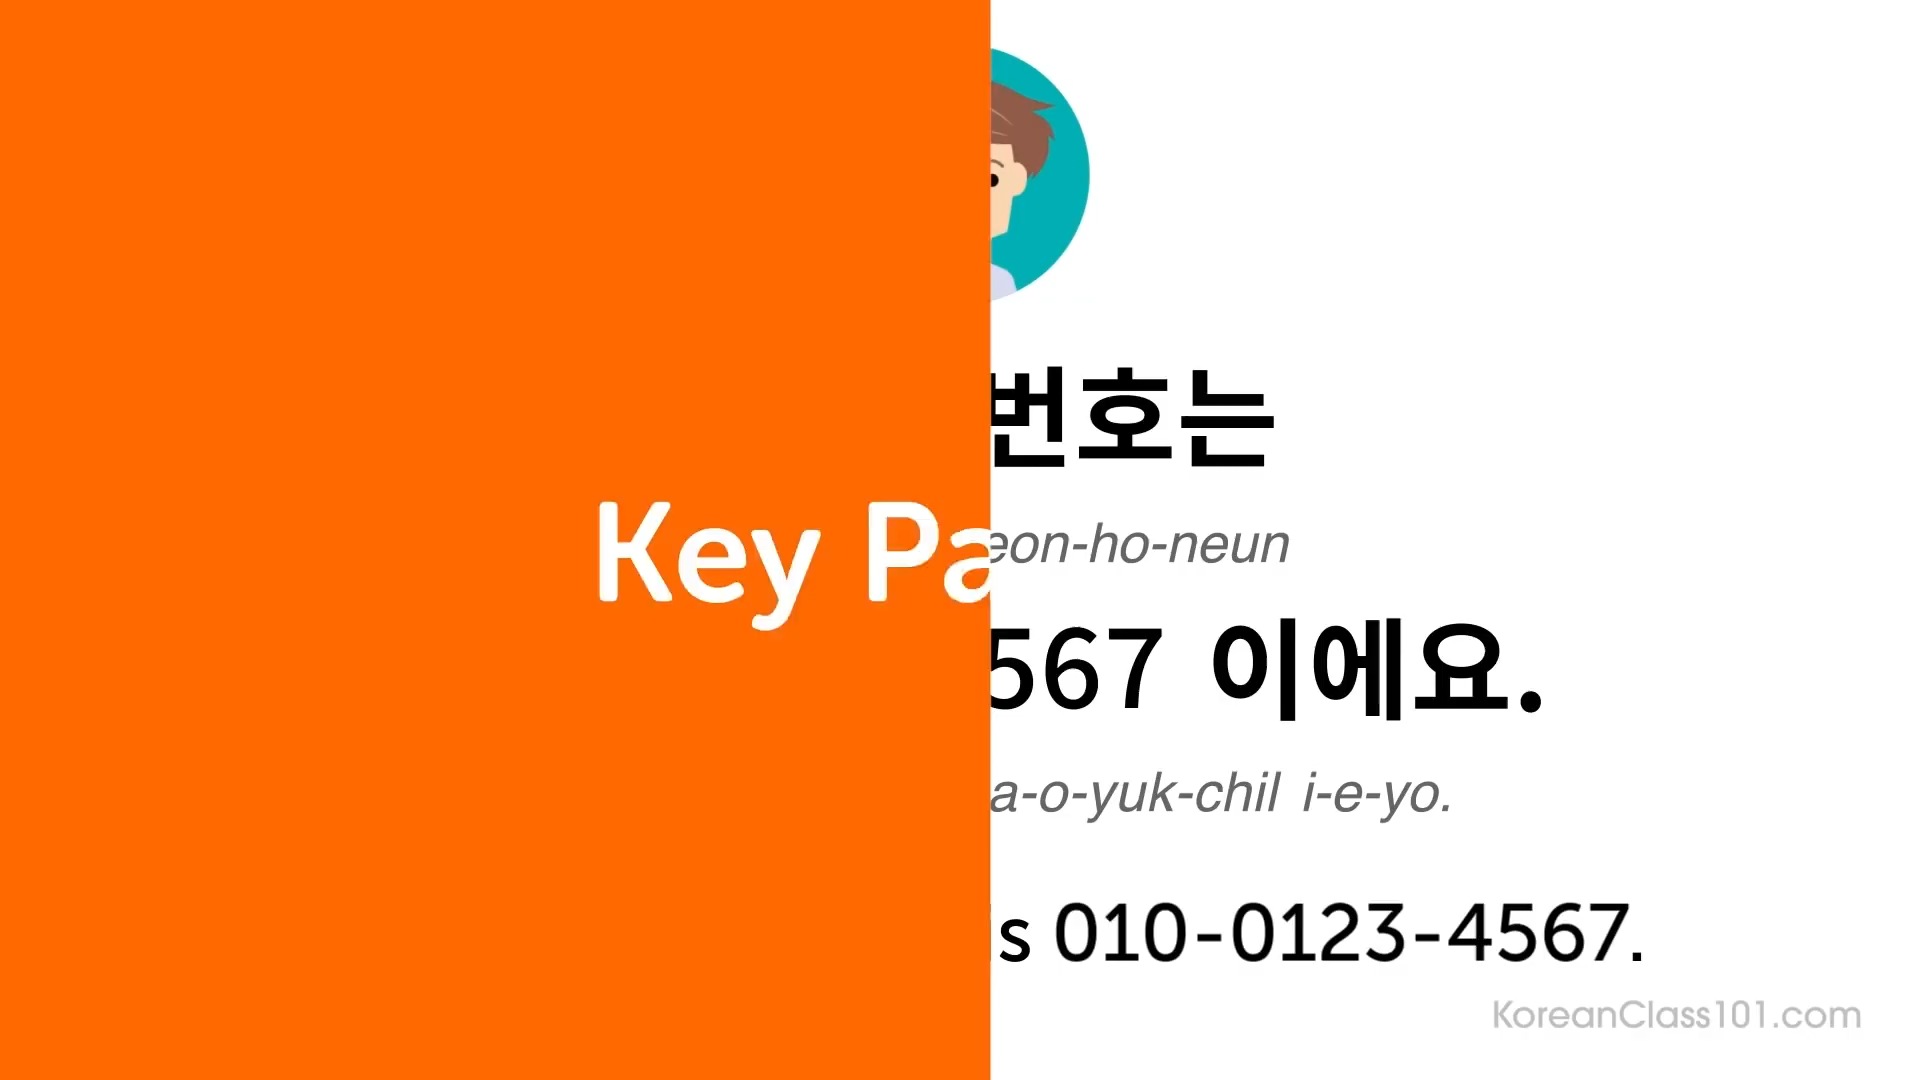 번호는
Key Pa
eon-ho-neun
567 이에요.
a-o-yuk-chil i-e-yo.
is 010-0123-4567.
KoreanClass101.com